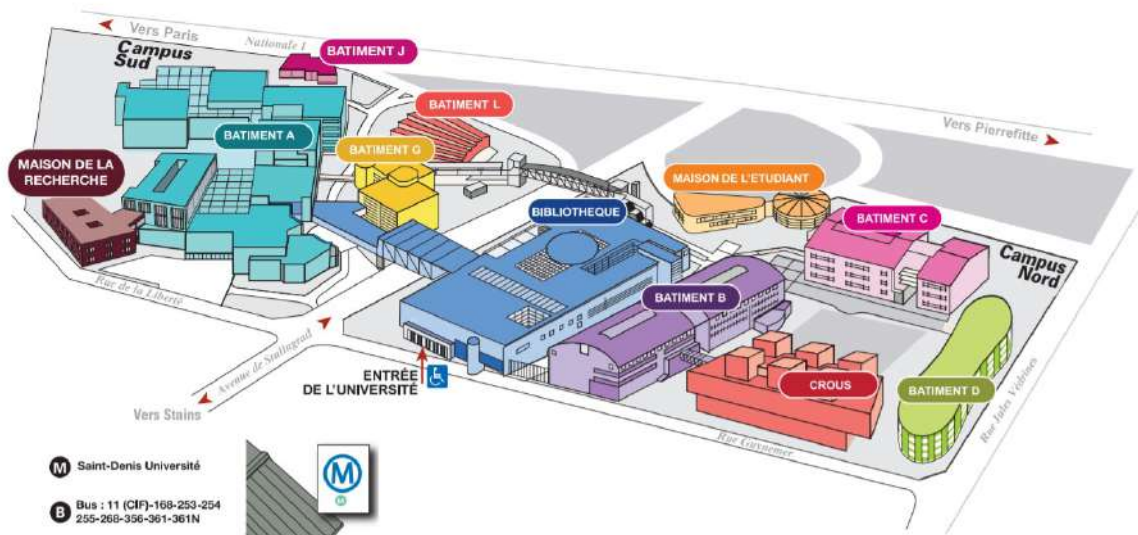 Vers Paris
Nationale 1
Campus
Sud
BATIMENT J
BATIMENT L
Vers Pierrefitte
BATIMENT A
BATIMENT G
MAISON DE LA
RECHERCHE
MAISON DE L'ETUDIANT
BIBLIOTHEQUE
BATIMENT C
Campus
Nord
Rue de la Liberté
BATIMENT B
Avenue de Stalingrad
ENTRÉE
DE L'UNIVERSITÉ
CROUS
BATIMENT D
Rue Jules Védrines
Vers Stains
Rue Guynemer
M Saint-Denis Université
M
M
B Bus : 11 (CIF)-168-253-254
255-268-356-361-361N